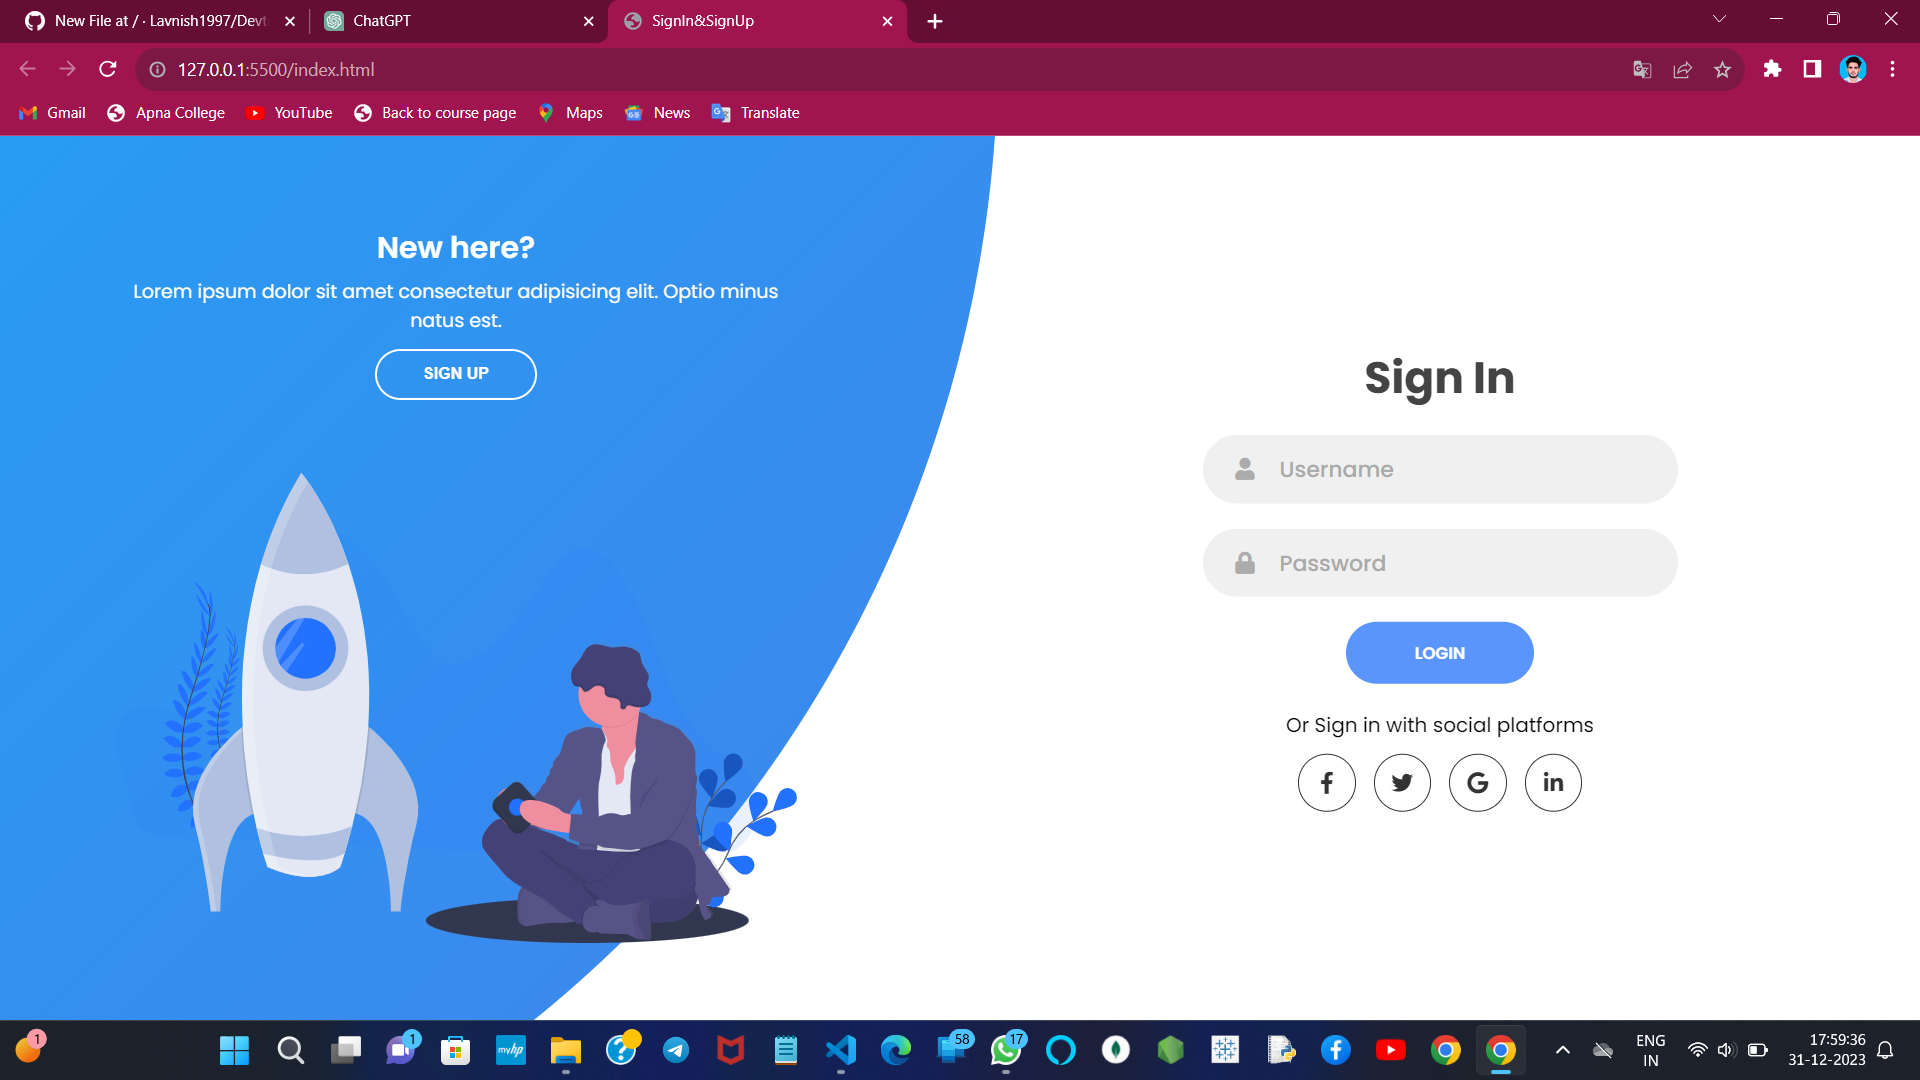 New File at / · Lavnish1997/Devt
ChatGPT
SignIn&SignUp
127.0.0.1:5500/index.html
Gmail
Apna College
YouTube
Back to course page
Maps
News
Translate
New here?
Lorem ipsum dolor sit amet consectetur adipisicing elit. Optio minus
natus est.
SIGN UP
Sign In
Username
Password
LOGIN
Or Sign in with social platforms
1
1
myhp
58
17
ENG
IN
17:59:36
31-12-2023